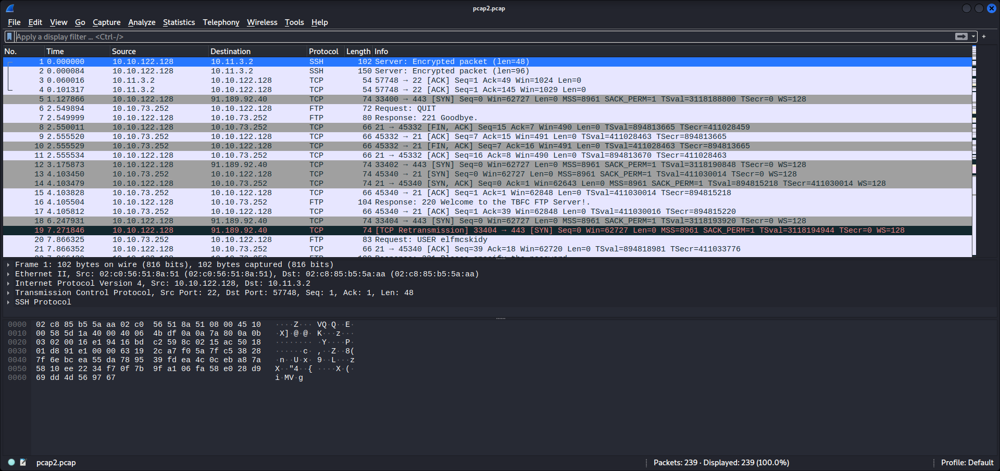 pcap2.pcap
File Edit View Go Capture Analyze Statistics Telephony Wireless Tools Help
Apply a display filter … <Ctrl-/>
+
No. Time Source Destination Protocol Length Info
1 0.000000 10.10.122.128 10.11.3.2 SSH 102 Server: Encrypted packet (len=48)
2 0.000084 10.10.122.128 10.11.3.2 SSH 150 Server: Encrypted packet (len=96)
3 0.060016 10.11.3.2 10.10.122.128 TCP 54 57748 → 22 [ACK] Seq=1 Ack=49 Win=1024 Len=0
4 0.101317 10.11.3.2 10.10.122.128 TCP 54 57748 → 22 [ACK] Seq=1 Ack=145 Win=1029 Len=0
5 1.127866 10.10.122.128 91.189.92.40 TCP 74 33400 → 443 [SYN] Seq=0 Win=62727 Len=0 MSS=8961 SACK_PERM=1 TSval=3118188800 TSecr=0 WS=128
6 2.549894 10.10.73.252 10.10.122.128 FTP 72 Request: QUIT
7 2.549999 10.10.122.128 10.10.73.252 FTP 80 Response: 221 Goodbye.
8 2.550011 10.10.122.128 10.10.73.252 TCP 66 21 → 45332 [FIN, ACK] Seq=15 Ack=7 Win=490 Len=0 TSval=894813665 TSecr=411028459
9 2.555520 10.10.73.252 10.10.122.128 TCP 66 45332 → 21 [ACK] Seq=7 Ack=15 Win=491 Len=0 TSval=411028463 TSecr=894813665
10 2.555529 10.10.73.252 10.10.122.128 TCP 66 45332 → 21 [FIN, ACK] Seq=7 Ack=16 Win=491 Len=0 TSval=411028463 TSecr=894813665
11 2.555534 10.10.122.128 10.10.73.252 TCP 66 21 → 45332 [ACK] Seq=16 Ack=8 Win=490 Len=0 TSval=894813670 TSecr=411028463
12 3.175873 10.10.122.128 91.189.92.40 TCP 74 33402 → 443 [SYN] Seq=0 Win=62727 Len=0 MSS=8961 SACK_PERM=1 TSval=3118190848 TSecr=0 WS=128
13 4.103450 10.10.73.252 10.10.122.128 TCP 74 45340 → 21 [SYN] Seq=0 Win=62727 Len=0 MSS=8961 SACK_PERM=1 TSval=411030014 TSecr=0 WS=128
14 4.103479 10.10.122.128 10.10.73.252 TCP 74 21 → 45340 [SYN, ACK] Seq=0 Ack=1 Win=62643 Len=0 MSS=8961 SACK_PERM=1 TSval=894815218 TSecr=411030014 WS=128
15 4.103828 10.10.73.252 10.10.122.128 TCP 66 45340 → 21 [ACK] Seq=1 Ack=1 Win=62848 Len=0 TSval=411030014 TSecr=894815218
16 4.105504 10.10.122.128 10.10.73.252 FTP 104 Response: 220 Welcome to the TBFC FTP Server!.
17 4.105812 10.10.73.252 10.10.122.128 TCP 66 45340 → 21 [ACK] Seq=1 Ack=39 Win=62848 Len=0 TSval=411030016 TSecr=894815220
18 6.247931 10.10.122.128 91.189.92.40 TCP 74 33404 → 443 [SYN] Seq=0 Win=62727 Len=0 MSS=8961 SACK_PERM=1 TSval=3118193920 TSecr=0 WS=128
19 7.271846 10.10.122.128 91.189.92.40 TCP 74 [TCP Retransmission] 33404 → 443 [SYN] Seq=0 Win=62727 Len=0 MSS=8961 SACK_PERM=1 TSval=3118194944 TSecr=0 WS=128
20 7.866325 10.10.73.252 10.10.122.128 FTP 83 Request: USER elfmcskidy
21 7.866352 10.10.122.128 10.10.73.252 TCP 66 21 → 45340 [ACK] Seq=39 Ack=18 Win=62720 Len=0 TSval=894818981 TSecr=411033776
Frame 1: 102 bytes on wire (816 bits), 102 bytes captured (816 bits)
Ethernet II, Src: 02:c0:56:51:8a:51 (02:c0:56:51:8a:51), Dst: 02:c8:85:b5:5a:aa (02:c8:85:b5:5a:aa)
Internet Protocol Version 4, Src: 10.10.122.128, Dst: 10.11.3.2
Transmission Control Protocol, Src Port: 22, Dst Port: 57748, Seq: 1, Ack: 1, Len: 48
SSH Protocol
0000 02 c8 85 b5 5a aa 02 c0 56 51 8a 51 08 00 45 10 ····Z··· VQ·Q··E·
0010 00 58 5d 1a 40 00 40 06 4b df 0a 0a 7a 80 0a 0b ·X]·@·@· K···z···
0020 03 02 00 16 e1 94 16 bd c2 59 8c 02 15 ac 50 18 ········ ·Y····P·
0030 01 d8 91 e1 00 00 63 19 2c a7 f0 5a 7f c5 38 28 ······c· ,··Z··8(
0040 7f 6e bc ea 55 da 78 95 39 fd ea 4c 0c eb a8 7a ·n··U·x· 9··L···z
0050 58 10 ee 22 34 f7 0f 7b 9f a1 06 fa 58 e0 28 d9 X··"4··{ ····X·(·
0060 69 dd 4d 56 97 67 i·MV·g
pcap2.pcap Packets: 239 · Displayed: 239 (100.0%) Profile: Default